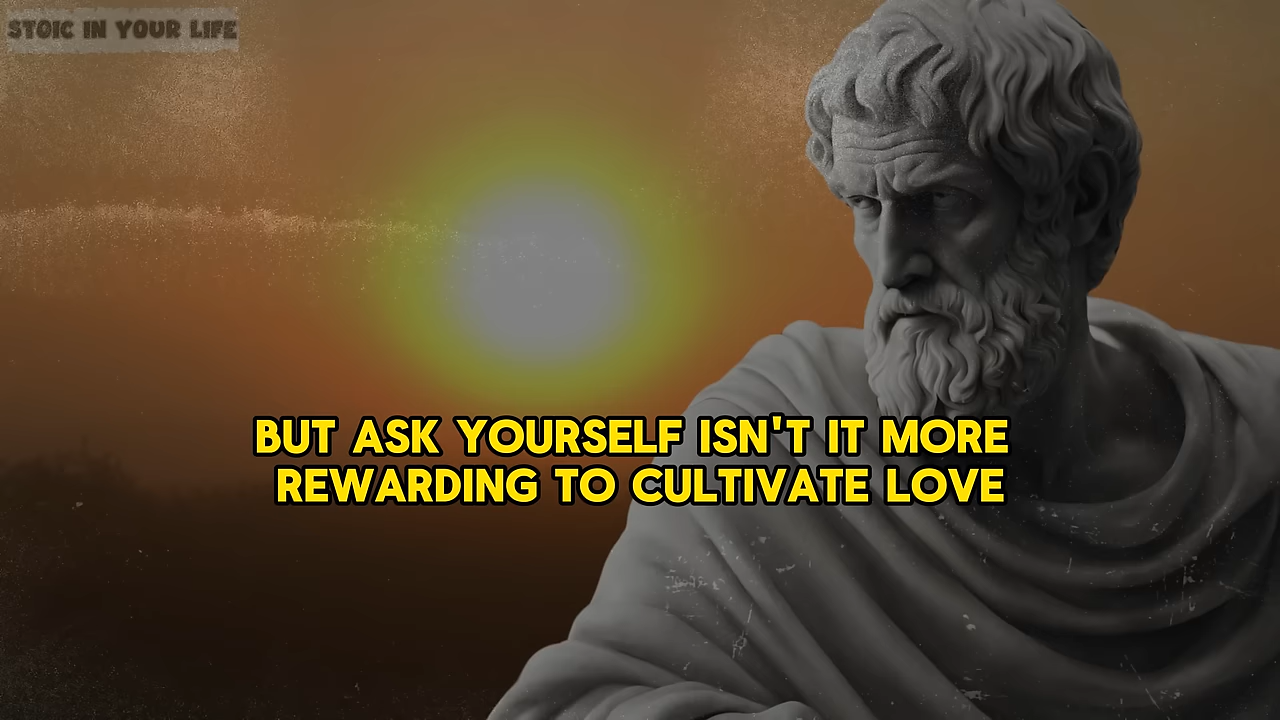 STOIC IN YOUR LIFE
BUT ASK YOURSELF ISN'T IT MORE
REWARDING TO CULTIVATE LOVE